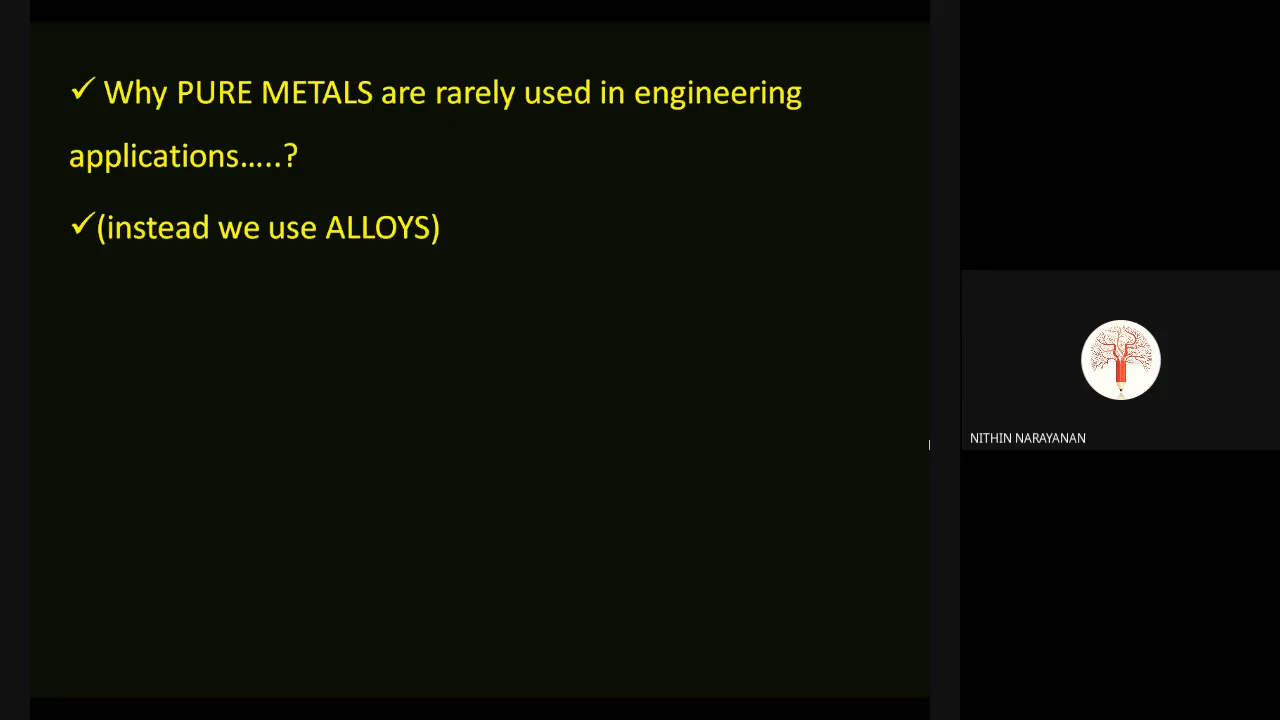 ✓ Why PURE METALS are rarely used in engineering
applications…..?
✓(instead we use ALLOYS)
NITHIN NARAYANAN